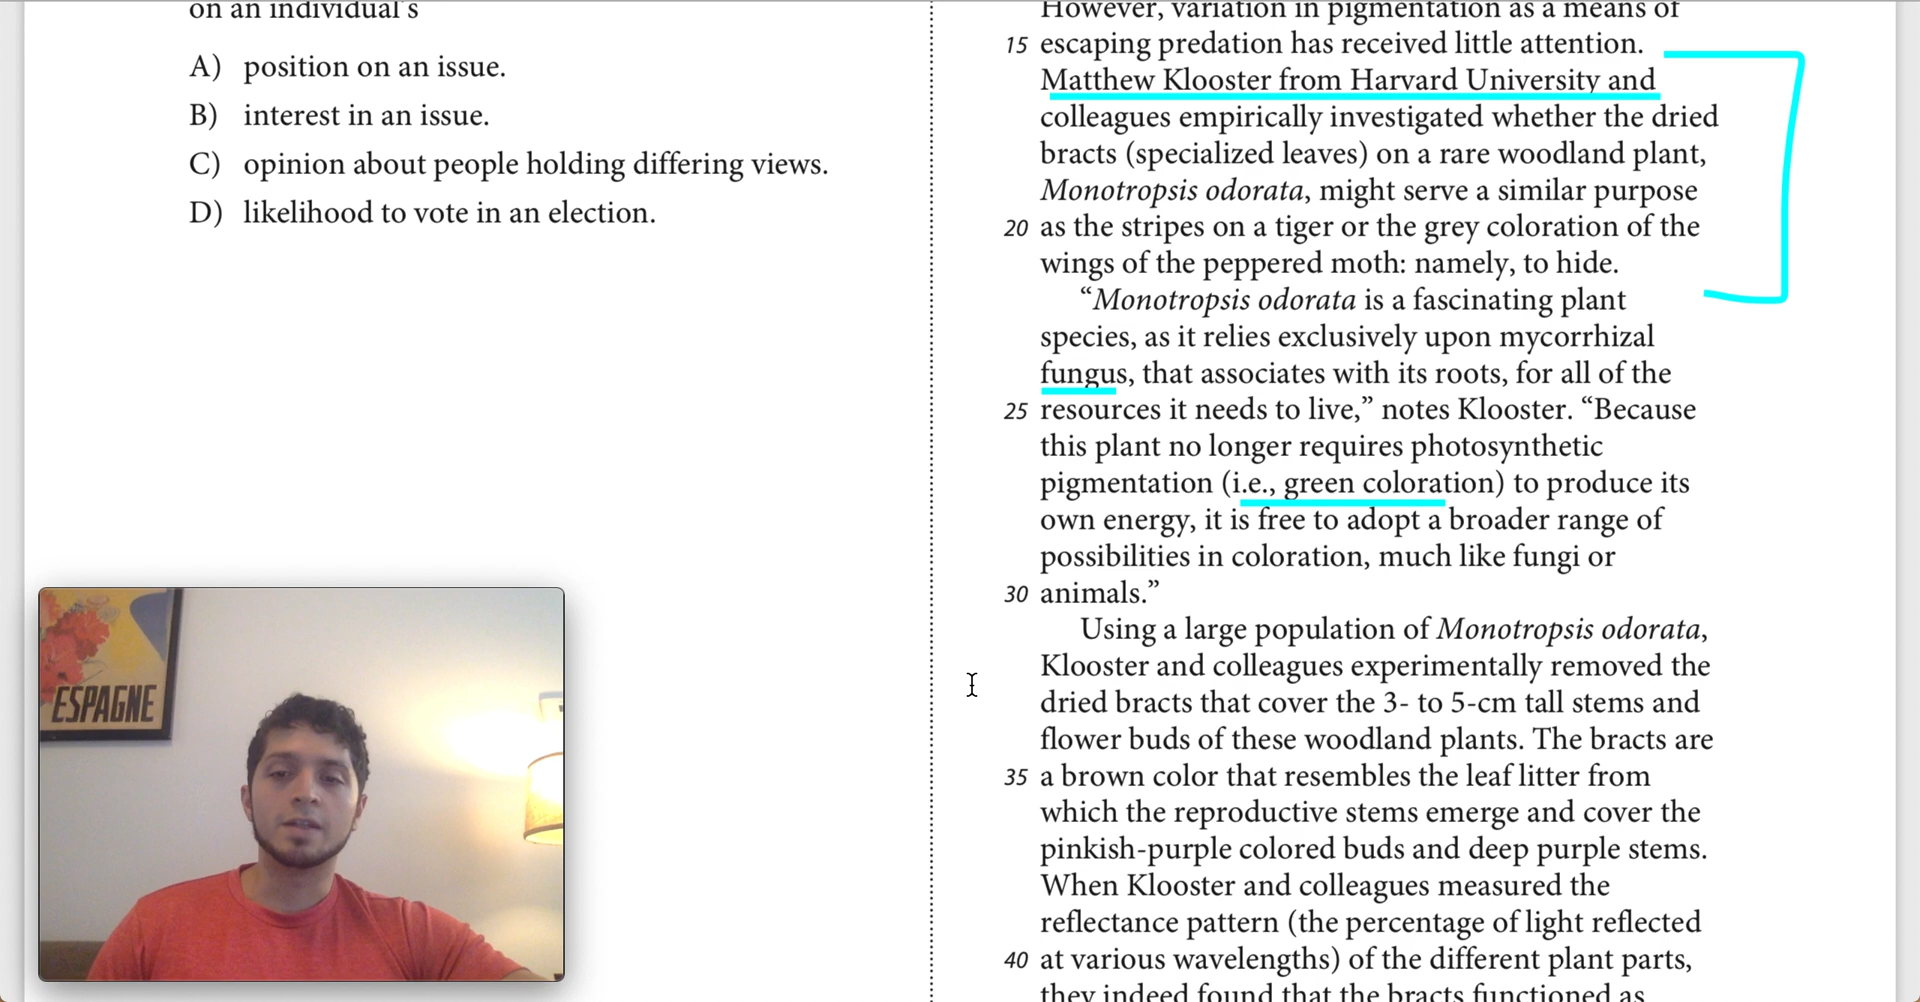 on an individual's
A) position on an issue.
B) interest in an issue.
C) opinion about people holding differing views.
D) likelihood to vote in an election.
However, variation in pigmentation as a means of
15 escaping predation has received little attention.
Matthew Klooster from Harvard University and
colleagues empirically investigated whether the dried
bracts (specialized leaves) on a rare woodland plant,
Monotropsis odorata, might serve a similar purpose
20 as the stripes on a tiger or the grey coloration of the
wings of the peppered moth: namely, to hide.
“Monotropsis odorata is a fascinating plant
species, as it relies exclusively upon mycorrhizal
fungus, that associates with its roots, for all of the
25 resources it needs to live,” notes Klooster. “Because
this plant no longer requires photosynthetic
pigmentation (i.e., green coloration) to produce its
own energy, it is free to adopt a broader range of
possibilities in coloration, much like fungi or
30 animals.”
Using a large population of Monotropsis odorata,
Klooster and colleagues experimentally removed the
dried bracts that cover the 3- to 5-cm tall stems and
flower buds of these woodland plants. The bracts are
35 a brown color that resembles the leaf litter from
which the reproductive stems emerge and cover the
pinkish-purple colored buds and deep purple stems.
When Klooster and colleagues measured the
reflectance pattern (the percentage of light reflected
40 at various wavelengths) of the different plant parts,
they indeed found that the bracts functioned as
ESPAGNE